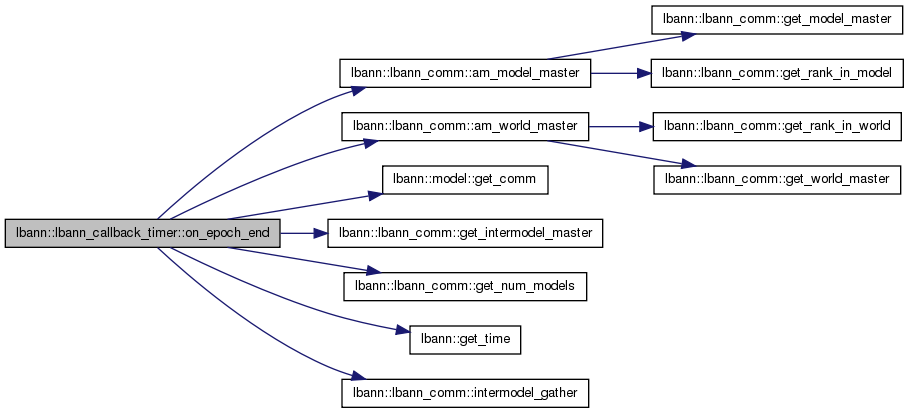 lbann::lbann_comm::get_model_master
lbann::lbann_comm::am_model_master
lbann::lbann_comm::get_rank_in_model
lbann::lbann_comm::am_world_master
lbann::lbann_comm::get_rank_in_world
lbann::model::get_comm
lbann::lbann_comm::get_world_master
lbann::lbann_callback_timer::on_epoch_end
lbann::lbann_comm::get_intermodel_master
lbann::lbann_comm::get_num_models
lbann::get_time
lbann::lbann_comm::intermodel_gather